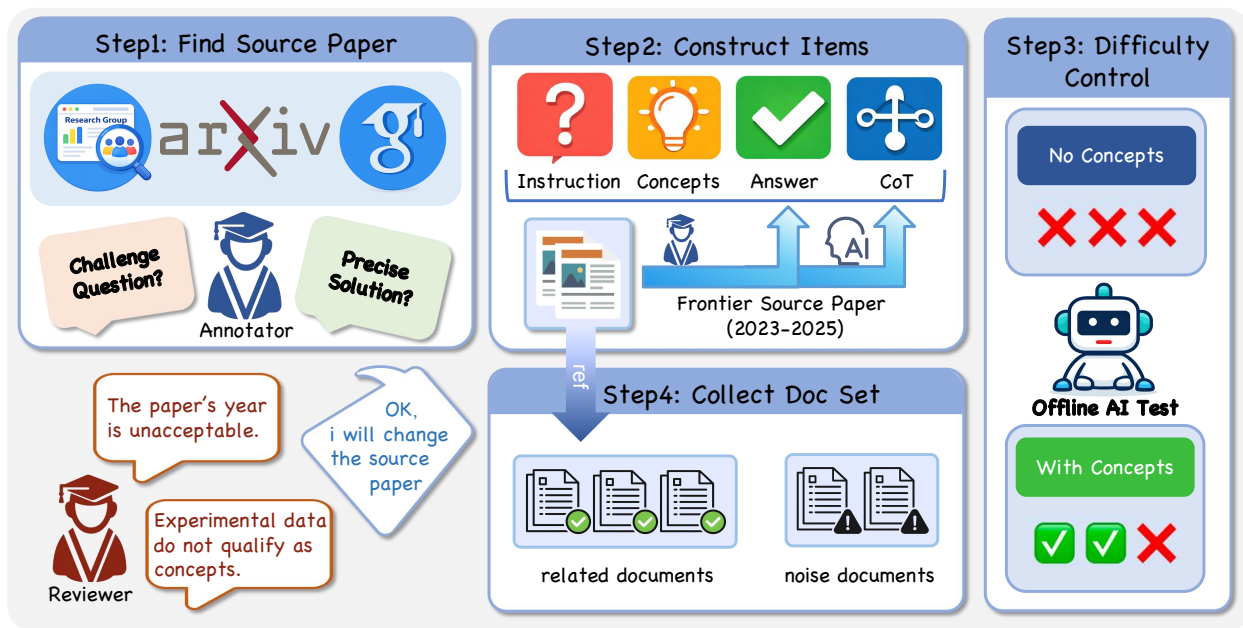 Step1: Find Source Paper
Research Group
arXiv
g
Challenge
Question?
Precise
Solution?
Annotator
The paper's year
is unacceptable.
OK,
i will change
the source
paper
Experimental data
do not qualify as
concepts.
Reviewer
Step2: Construct Items
?
Instruction
Concepts
Answer
CoT
AI
Frontier Source Paper
(2023-2025)
ref
Step4: Collect Doc Set
related documents
noise documents
Step3: Difficulty
Control
No Concepts
Offline AI Test
With Concepts